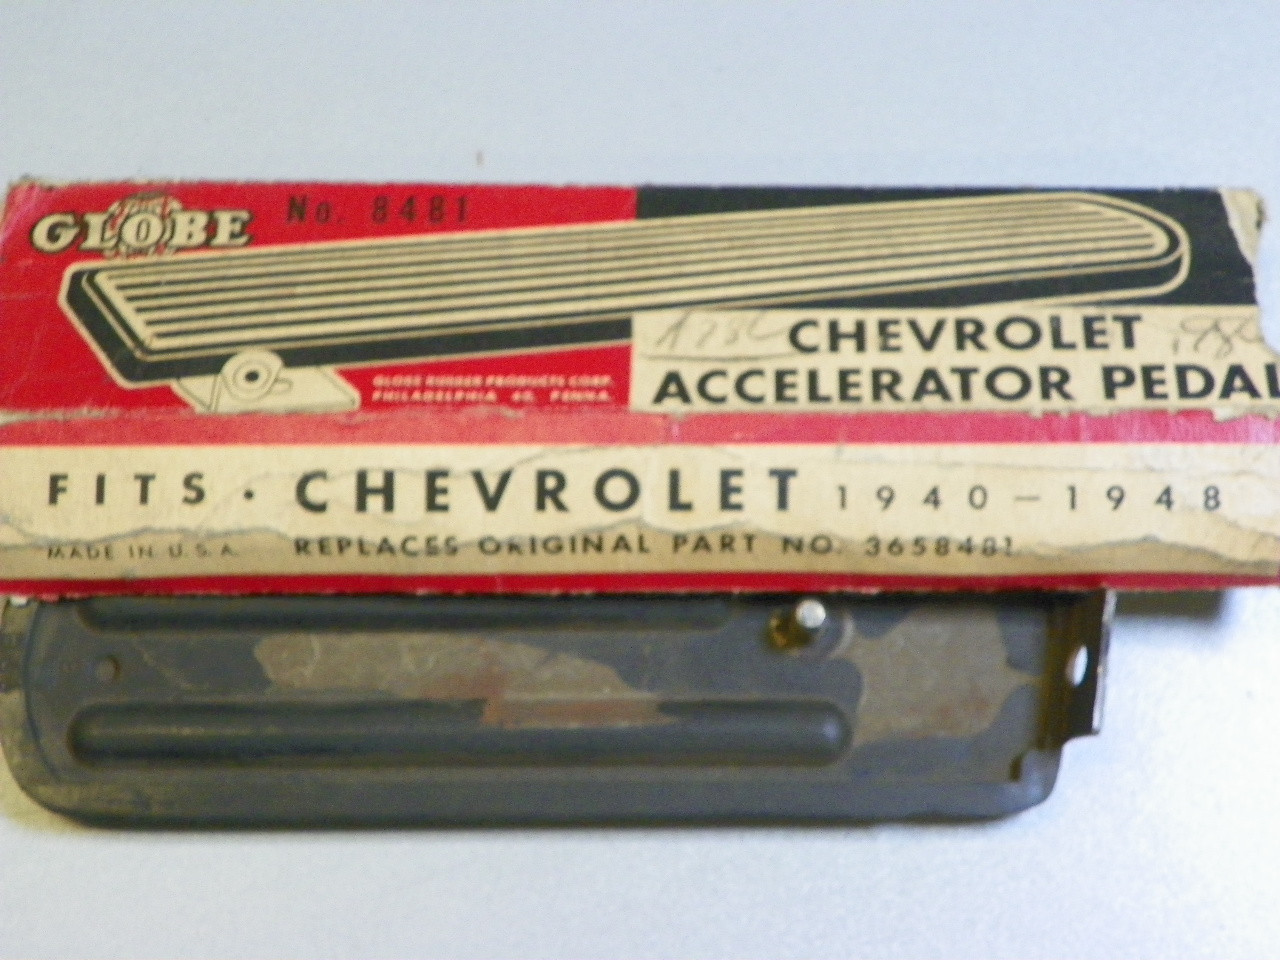 GLOBE No. 8481
GLOBE RUBBER PRODUCTS CORP.
PHILADELPHIA 40, PENNA.
CHEVROLET
ACCELERATOR PEDAL
FITS · CHEVROLET 1940-1948
MADE IN U.S.A. REPLACES ORIGINAL PART NO. 3658481